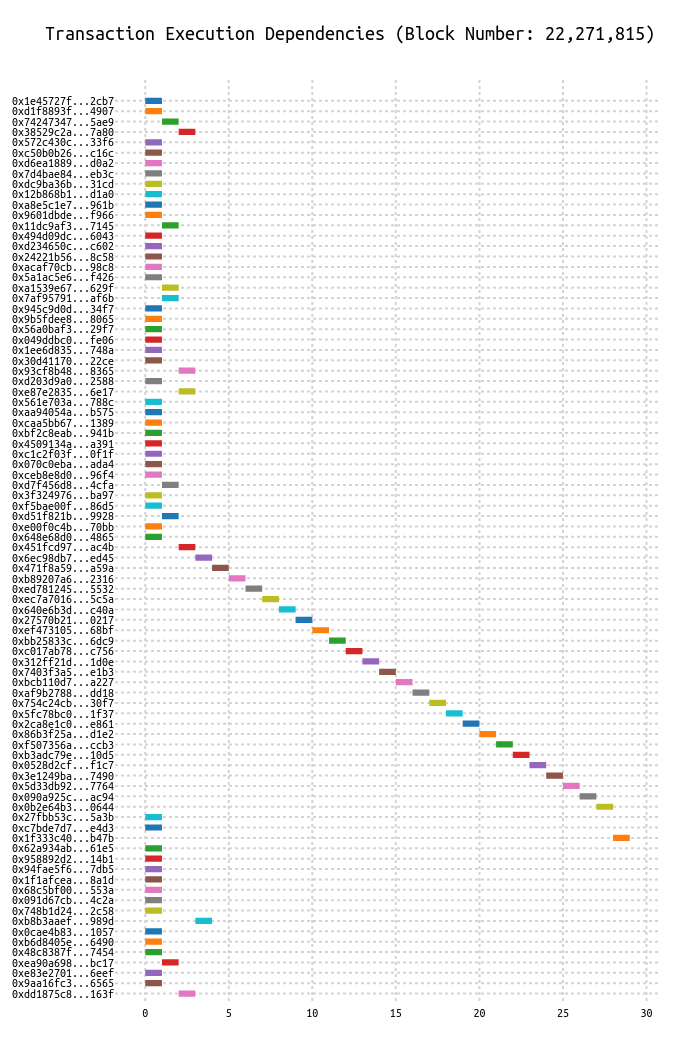 Transaction Execution Dependencies (Block Number: 22,271,815)
0x1e45727f...2cb7
0xd1f8893f...4907
0x74247347...5ae9
0x38529c2a...7a80
0x572c430c...33f6
0xc50b0b26...c16c
0xd6ea1889...d0a2
0x7d4bae84...eb3c
0xdc9ba36b...31cd
0x12b868b1...d1a0
0xa8e5c1e7...961b
0x9601dbde...f966
0x11dc9af3...7145
0x494d09dc...6043
0xd234650c...c602
0x24221b56...8c58
0xacaf70cb...98c8
0x5a1ac5e6...f426
0xa1539e67...629f
0x7af95791...af6b
0x945c9d0d...34f7
0x9b5fdee8...8065
0x56a0baf3...29f7
0x049ddbc0...fe06
0x1ee6d835...748a
0x30d41170...22ce
0x93cf8b48...8365
0xd203d9a0...2588
0xe87e2835...6e17
0x561e703a...788c
0xaa94054a...b575
0xcaa5bb67...1389
0xbf2c8eab...941b
0x4509134a...a391
0xc1c2f03f...0f1f
0x070c0eba...ada4
0xceb8e8d0...96f4
0xd7f456d8...4cfa
0x3f324976...ba97
0xf5bae00f...86d5
0xd51f821b...9928
0xe00f0c4b...70bb
0x648e68d0...4865
0x451fcd97...ac4b
0x6ec98db7...ed45
0x471f8a59...a59a
0xb89207a6...2316
0xed781245...5532
0xec7a7016...5c5a
0x640e6b3d...c40a
0x27570b21...0217
0xef473105...68bf
0xbb25833c...6dc9
0xc017ab78...c756
0x312ff21d...1d0e
0x7403f3a5...e1b3
0xbcb110d7...a227
0xaf9b2788...dd18
0x754c24cb...30f7
0x5fc78bc0...1f37
0x2ca8e1c0...e861
0x86b3f25a...d1e2
0xf507356a...ccb3
0xb3adc79e...10d5
0x0528d2cf...f1c7
0x3e1249ba...7490
0x5d33db92...7764
0x090a925c...ac94
0x0b2e64b3...0644
0x27fbb53c...5a3b
0xc7bde7d7...e4d3
0x1f333c40...b47b
0x62a934ab...61e5
0x958892d2...14b1
0x94fae5f6...7db5
0x1f1afcea...8a1d
0x68c5bf00...553a
0x091d67cb...4c2a
0x748b1d24...2c58
0xb8b3aaef...989d
0x0cae4b83...1057
0xb6d8405e...6490
0x48c8387f...7454
0xea90a698...bc17
0xe83e2701...6eef
0x9aa16fc3...6565
0xdd1875c8...163f
0 5 10 15 20 25 30